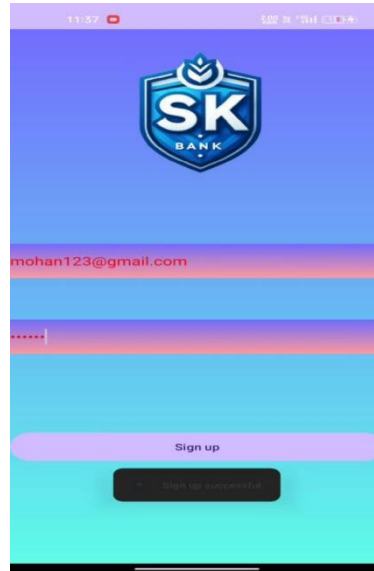 11:37
SK
BANK
mohan123@gmail.com
••••••
Sign up
Sign up successful